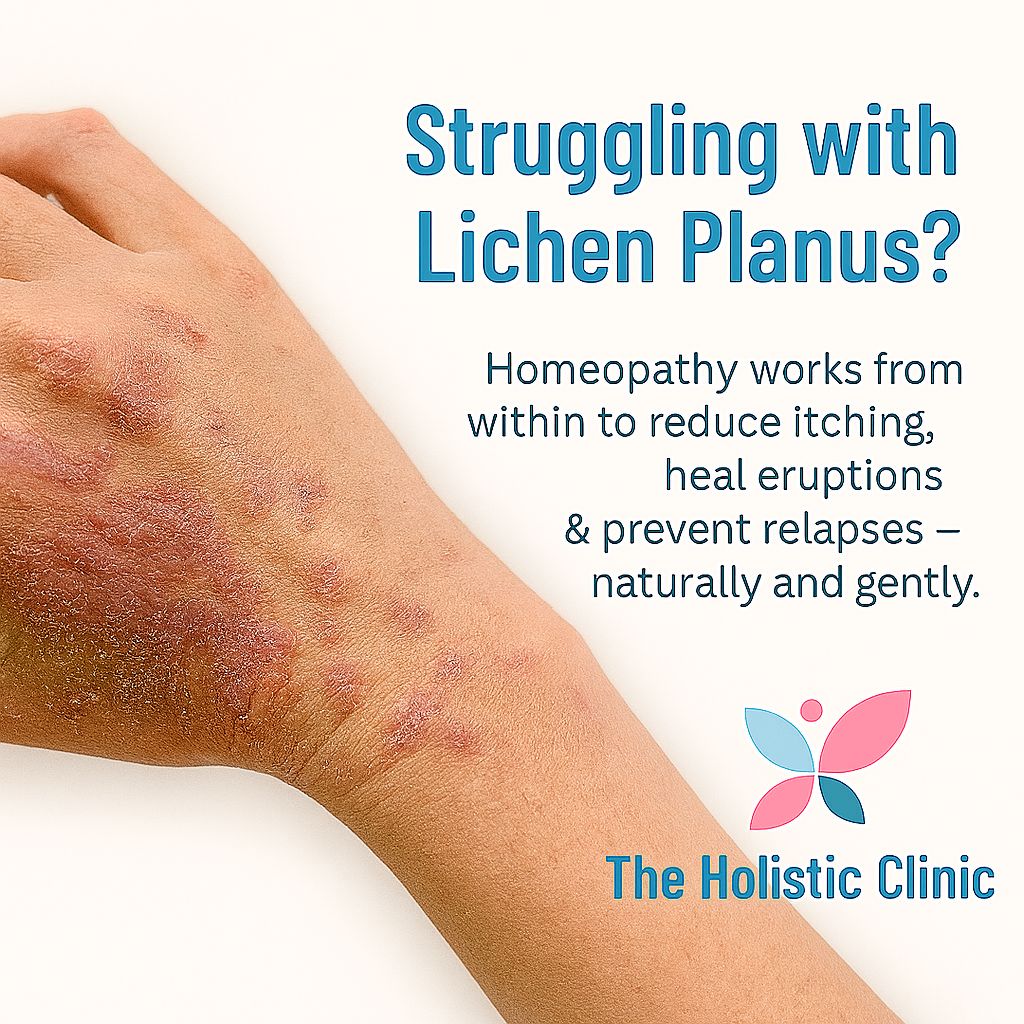 Struggling with
Lichen Planus?
Homeopathy works from
within to reduce itching,
heal eruptions
& prevent relapses –
naturally and gently.
The Holistic Clinic